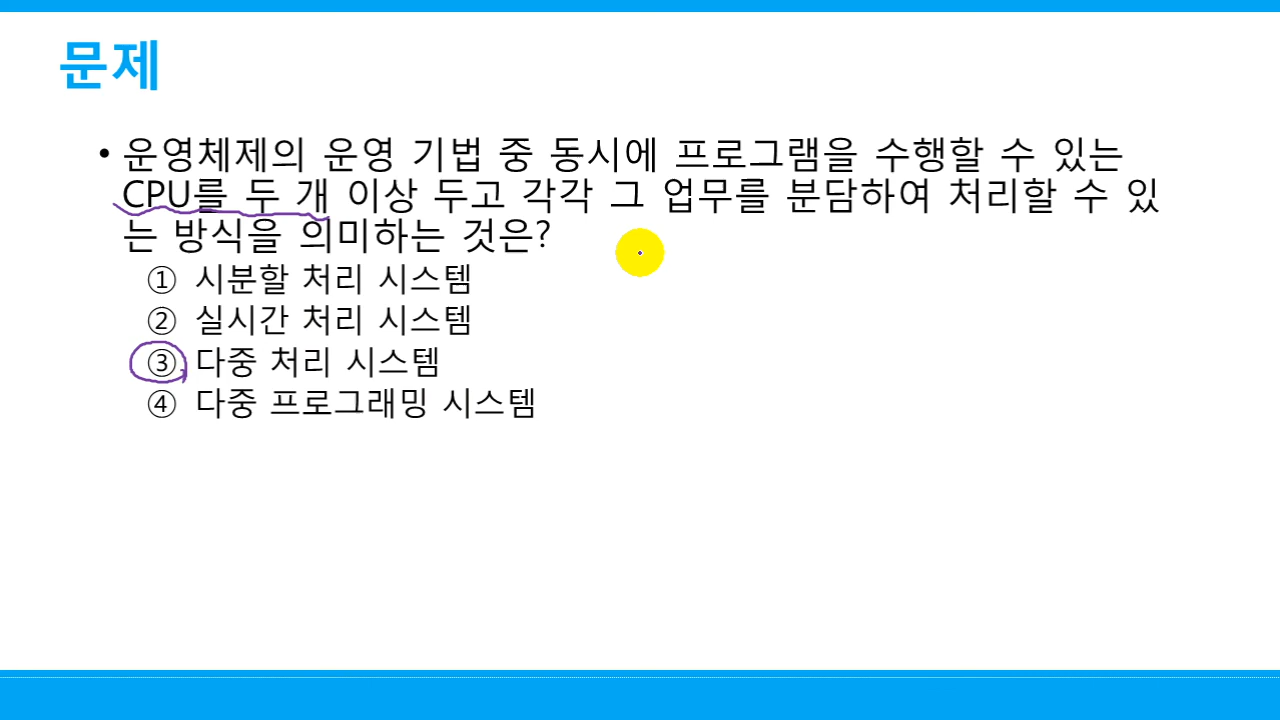 문제
• 운영체제의 운영 기법 중 동시에 프로그램을 수행할 수 있는
CPU를 두 개 이상 두고 각각 그 업무를 분담하여 처리할 수 있
는 방식을 의미하는 것은?
① 시분할 처리 시스템
② 실시간 처리 시스템
③ 다중 처리 시스템
④ 다중 프로그래밍 시스템